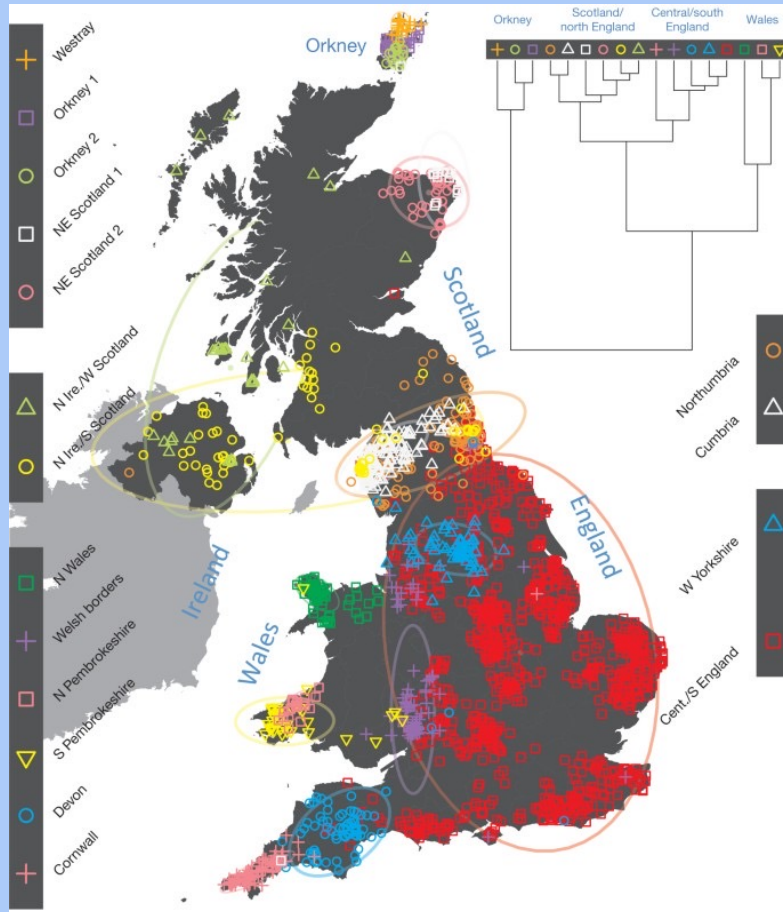 Westray
Orkney 1
Orkney 2
NE Scotland 1
NE Scotland 2
N Ire./W Scotland
N Ire./S Scotland
N Wales
Welsh borders
N Pembrokeshire
S Pembrokeshire
Devon
Cornwall
Orkney
Scotland
England
Ireland
Wales
Orkney
Scotland/
north England
Central/south
England
Wales
Northumbria
Cumbria
W Yorkshire
Cent./S England